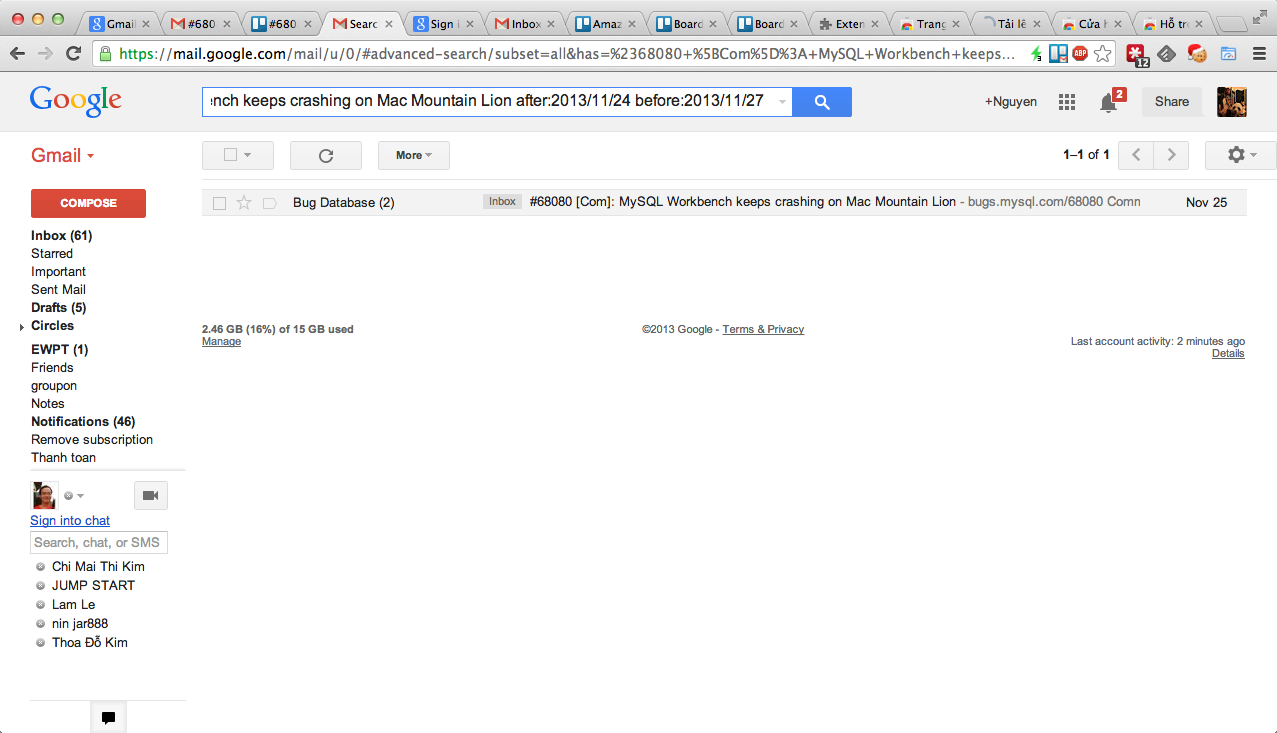 Gmail #680 #680 Searc Sign i Inbox Amaz Board Board Exten Trang Tải lê Cửa h Hỗ trợ
https://mail.google.com/mail/u/0/#advanced-search/subset=all&has=%2368080+%5BCom%5D%3A+MySQL+Workbench+keeps... 3 ABP 12
Google
ench keeps crashing on Mac Mountain Lion after:2013/11/24 before:2013/11/27
+Nguyen
2
Share
Gmail
More
1–1 of 1
COMPOSE
Bug Database (2) Inbox #68080 [Com]: MySQL Workbench keeps crashing on Mac Mountain Lion - bugs.mysql.com/68080 Comn Nov 25
Inbox (61)
Starred
Important
Sent Mail
Drafts (5)
Circles
EWPT (1)
Friends
groupon
Notes
Notifications (46)
Remove subscription
Thanh toan
2.46 GB (16%) of 15 GB used
Manage
©2013 Google - Terms & Privacy
Last account activity: 2 minutes ago
Details
Sign into chat
Search, chat, or SMS
Chi Mai Thi Kim
JUMP START
Lam Le
nin jar888
Thoa Đỗ Kim